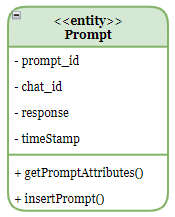 <<entity>>
Prompt
- prompt_id
- chat_id
- response
- timeStamp
+ getPromptAttributes()
+ insertPrompt()